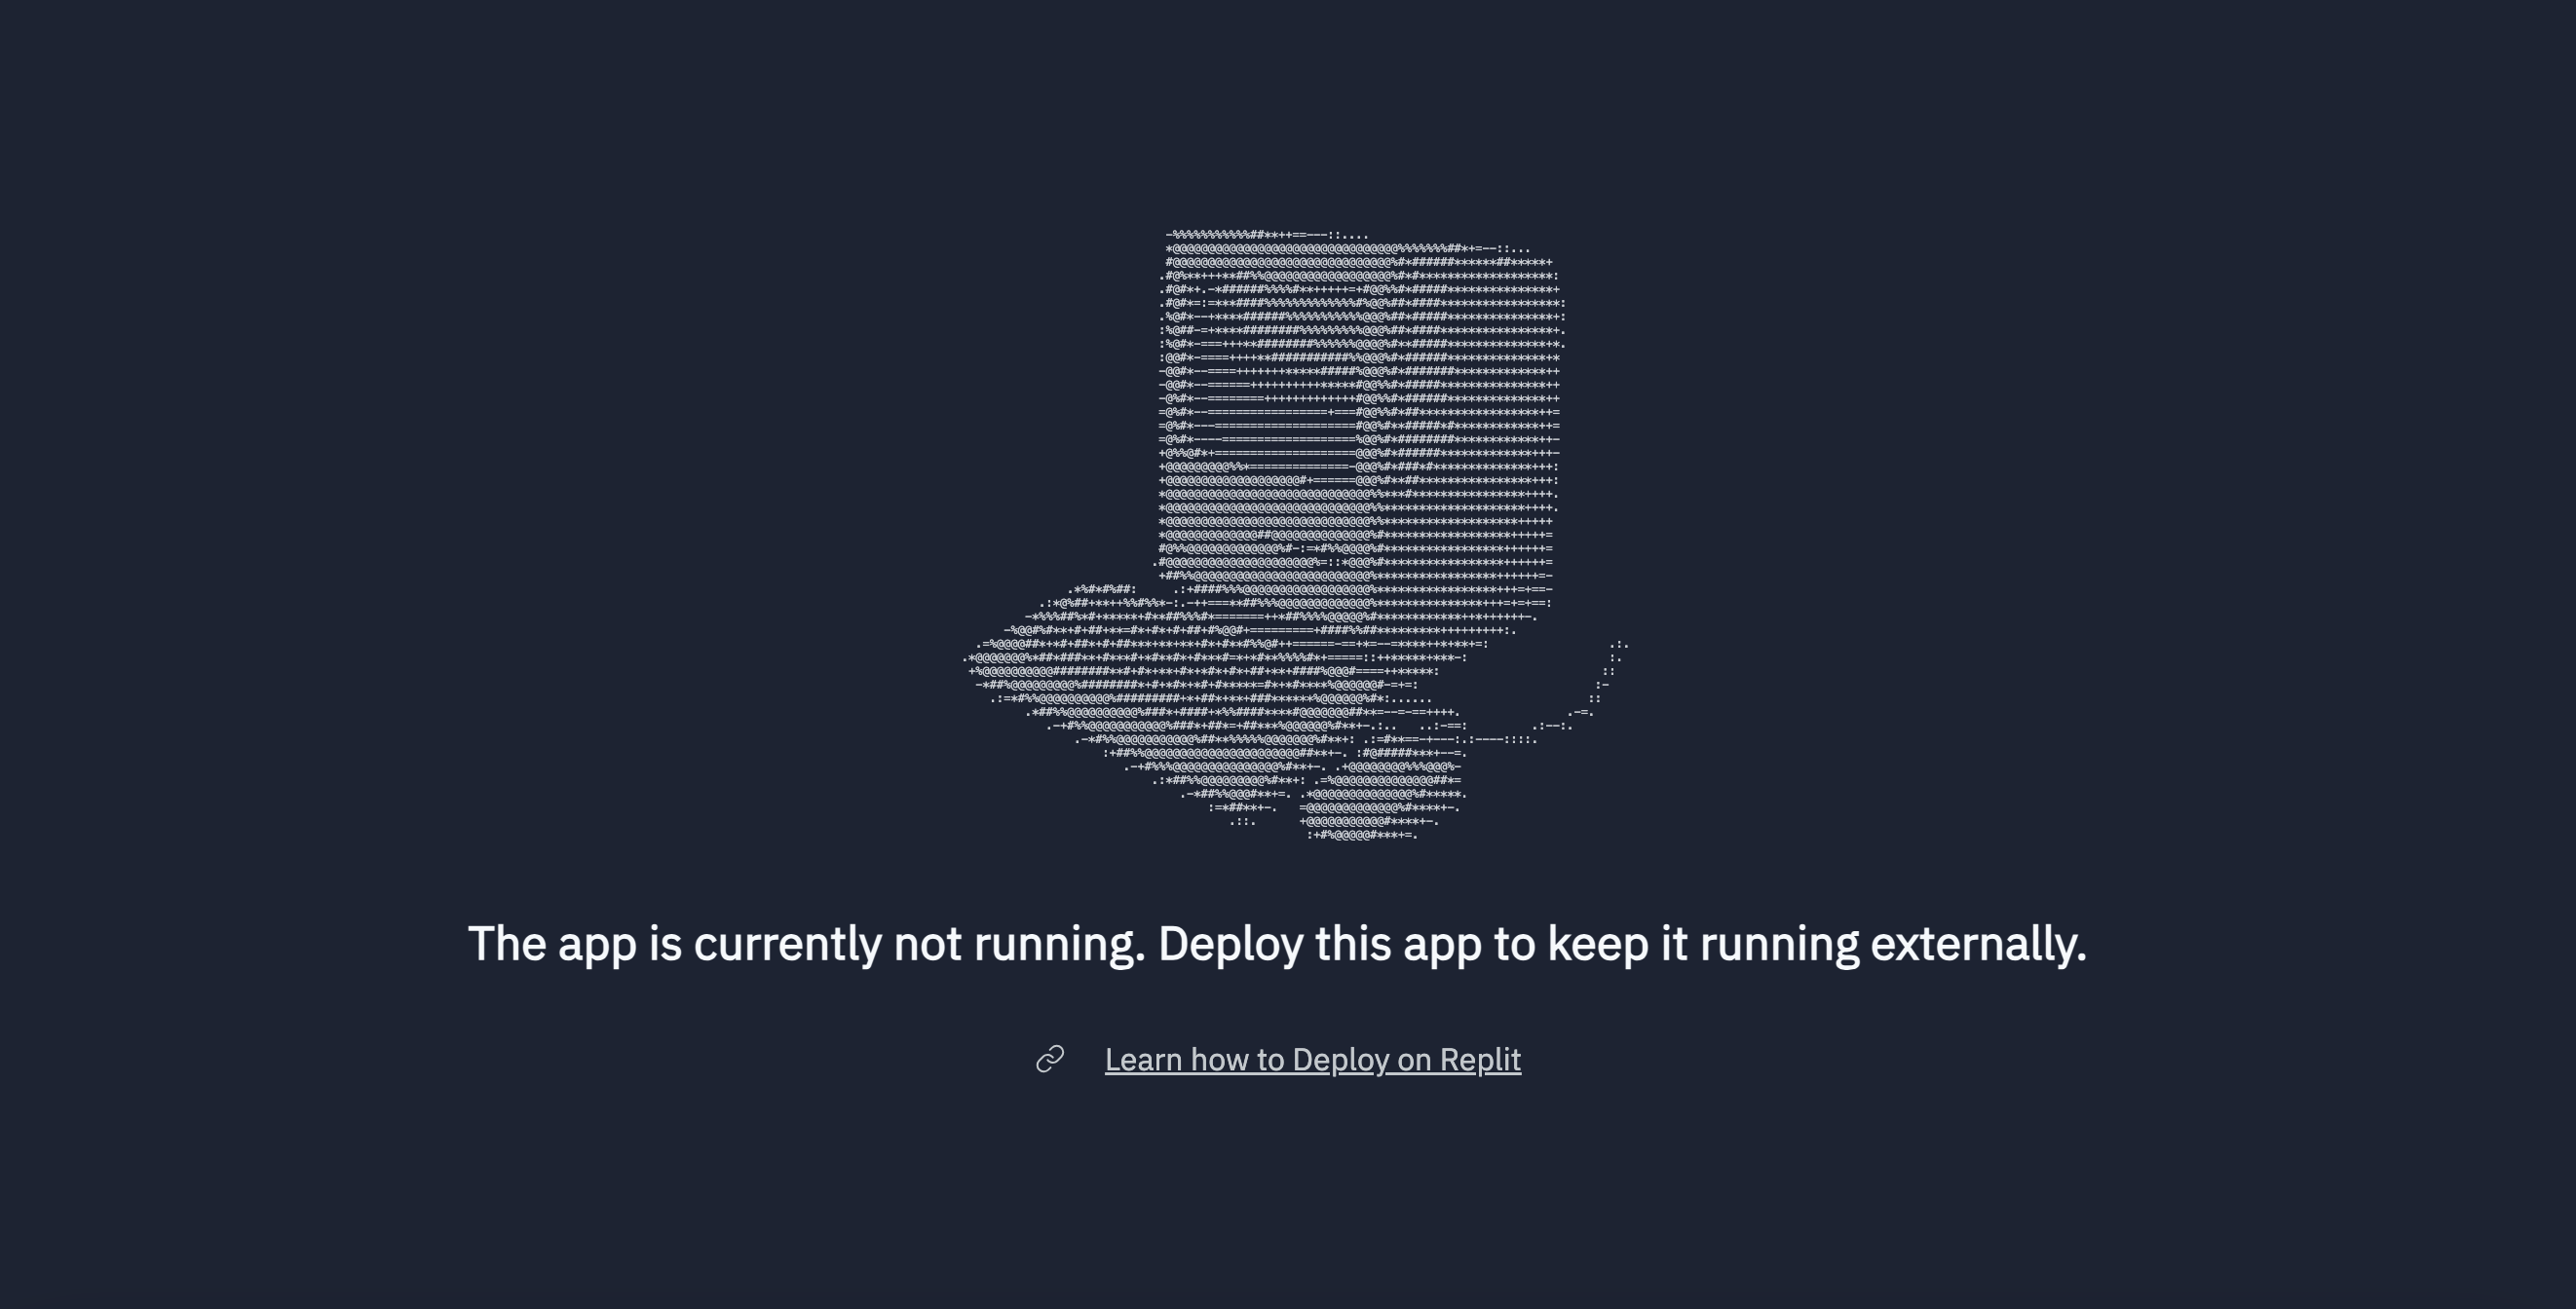 The app is currently not running. Deploy this app to keep it running externally.
Learn how to Deploy on Replit